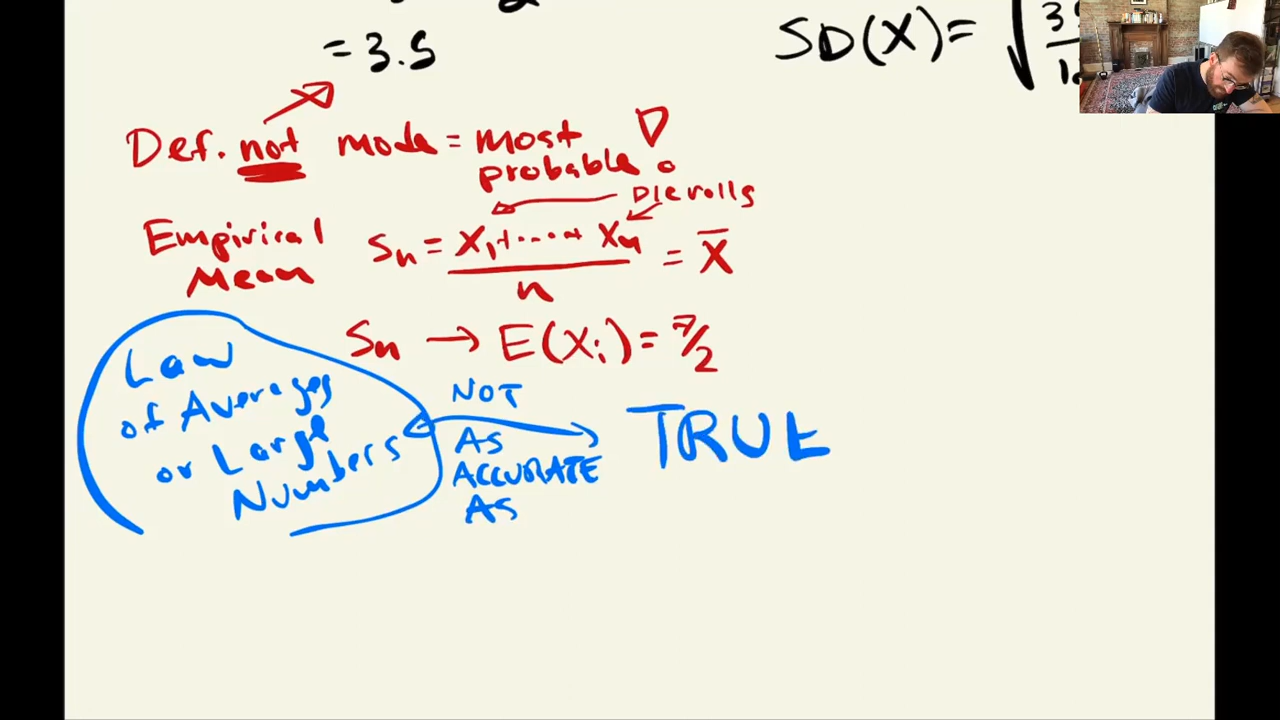 = 3.5
SD(X) = √
Def. not mode = most
probable
Die rolls
Empirical
Mean
Sn = X1 + .... + Xn / n = X̄
Sn → E(Xi) = 7/2
Law
of Averages
or Large
Numbers
NOT
AS
ACCURATE
AS
TRUE